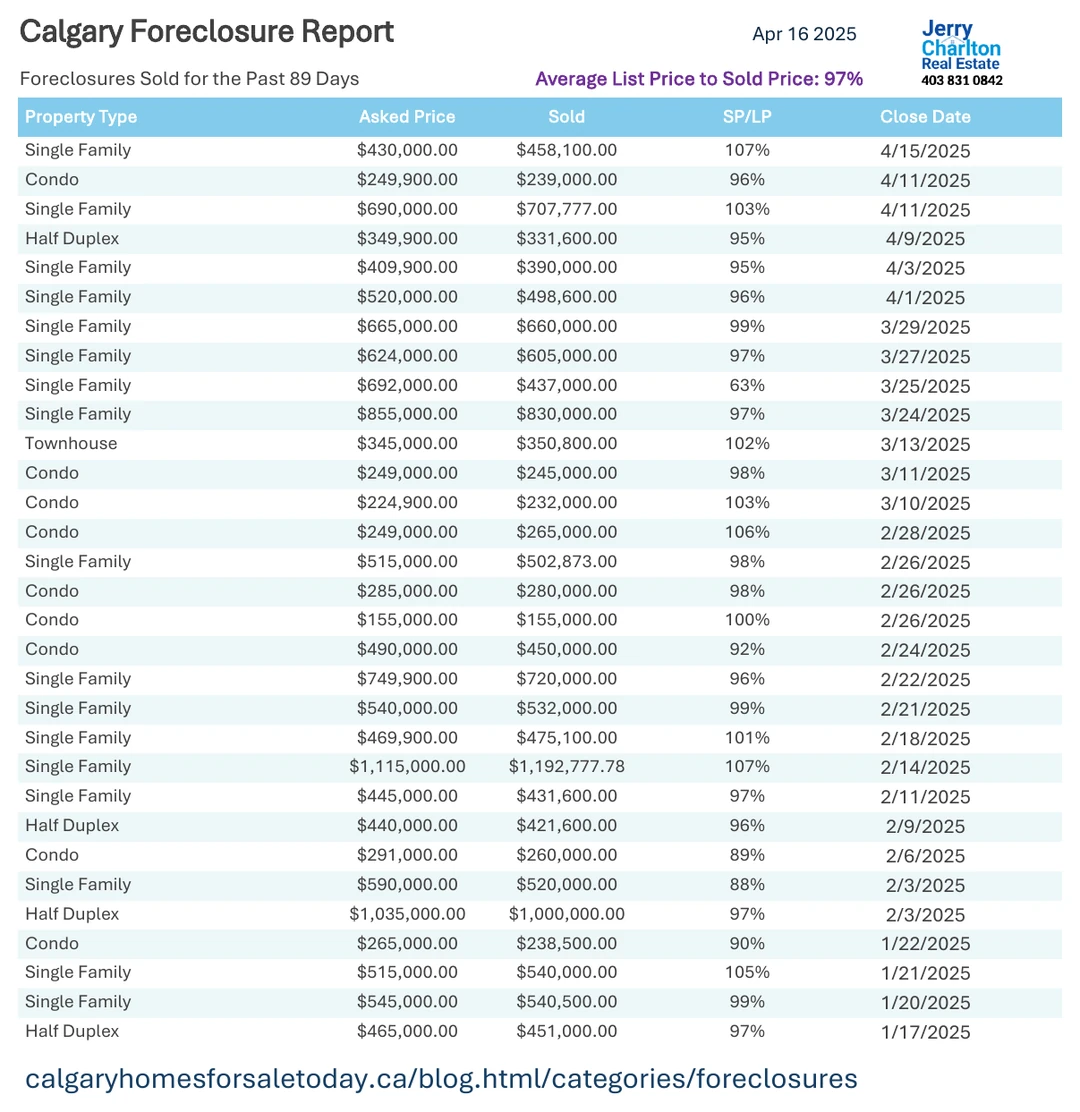 Calgary Foreclosure Report
Apr 16 2025
Jerry
Charlton
Real Estate
403 831 0842
Foreclosures Sold for the Past 89 Days
Average List Price to Sold Price: 97%
Property Type Asked Price Sold SP/LP Close Date
Single Family $430,000.00 $458,100.00 107% 4/15/2025
Condo $249,900.00 $239,000.00 96% 4/11/2025
Single Family $690,000.00 $707,777.00 103% 4/11/2025
Half Duplex $349,900.00 $331,600.00 95% 4/9/2025
Single Family $409,900.00 $390,000.00 95% 4/3/2025
Single Family $520,000.00 $498,600.00 96% 4/1/2025
Single Family $665,000.00 $660,000.00 99% 3/29/2025
Single Family $624,000.00 $605,000.00 97% 3/27/2025
Single Family $692,000.00 $437,000.00 63% 3/25/2025
Single Family $855,000.00 $830,000.00 97% 3/24/2025
Townhouse $345,000.00 $350,800.00 102% 3/13/2025
Condo $249,000.00 $245,000.00 98% 3/11/2025
Condo $224,900.00 $232,000.00 103% 3/10/2025
Condo $249,000.00 $265,000.00 106% 2/28/2025
Single Family $515,000.00 $502,873.00 98% 2/26/2025
Condo $285,000.00 $280,000.00 98% 2/26/2025
Condo $155,000.00 $155,000.00 100% 2/26/2025
Condo $490,000.00 $450,000.00 92% 2/24/2025
Single Family $749,900.00 $720,000.00 96% 2/22/2025
Single Family $540,000.00 $532,000.00 99% 2/21/2025
Single Family $469,900.00 $475,100.00 101% 2/18/2025
Single Family $1,115,000.00 $1,192,777.78 107% 2/14/2025
Single Family $445,000.00 $431,600.00 97% 2/11/2025
Half Duplex $440,000.00 $421,600.00 96% 2/9/2025
Condo $291,000.00 $260,000.00 89% 2/6/2025
Single Family $590,000.00 $520,000.00 88% 2/3/2025
Half Duplex $1,035,000.00 $1,000,000.00 97% 2/3/2025
Condo $265,000.00 $238,500.00 90% 1/22/2025
Single Family $515,000.00 $540,000.00 105% 1/21/2025
Single Family $545,000.00 $540,500.00 99% 1/20/2025
Half Duplex $465,000.00 $451,000.00 97% 1/17/2025
calgaryhomesforsaletoday.ca/blog.html/categories/foreclosures